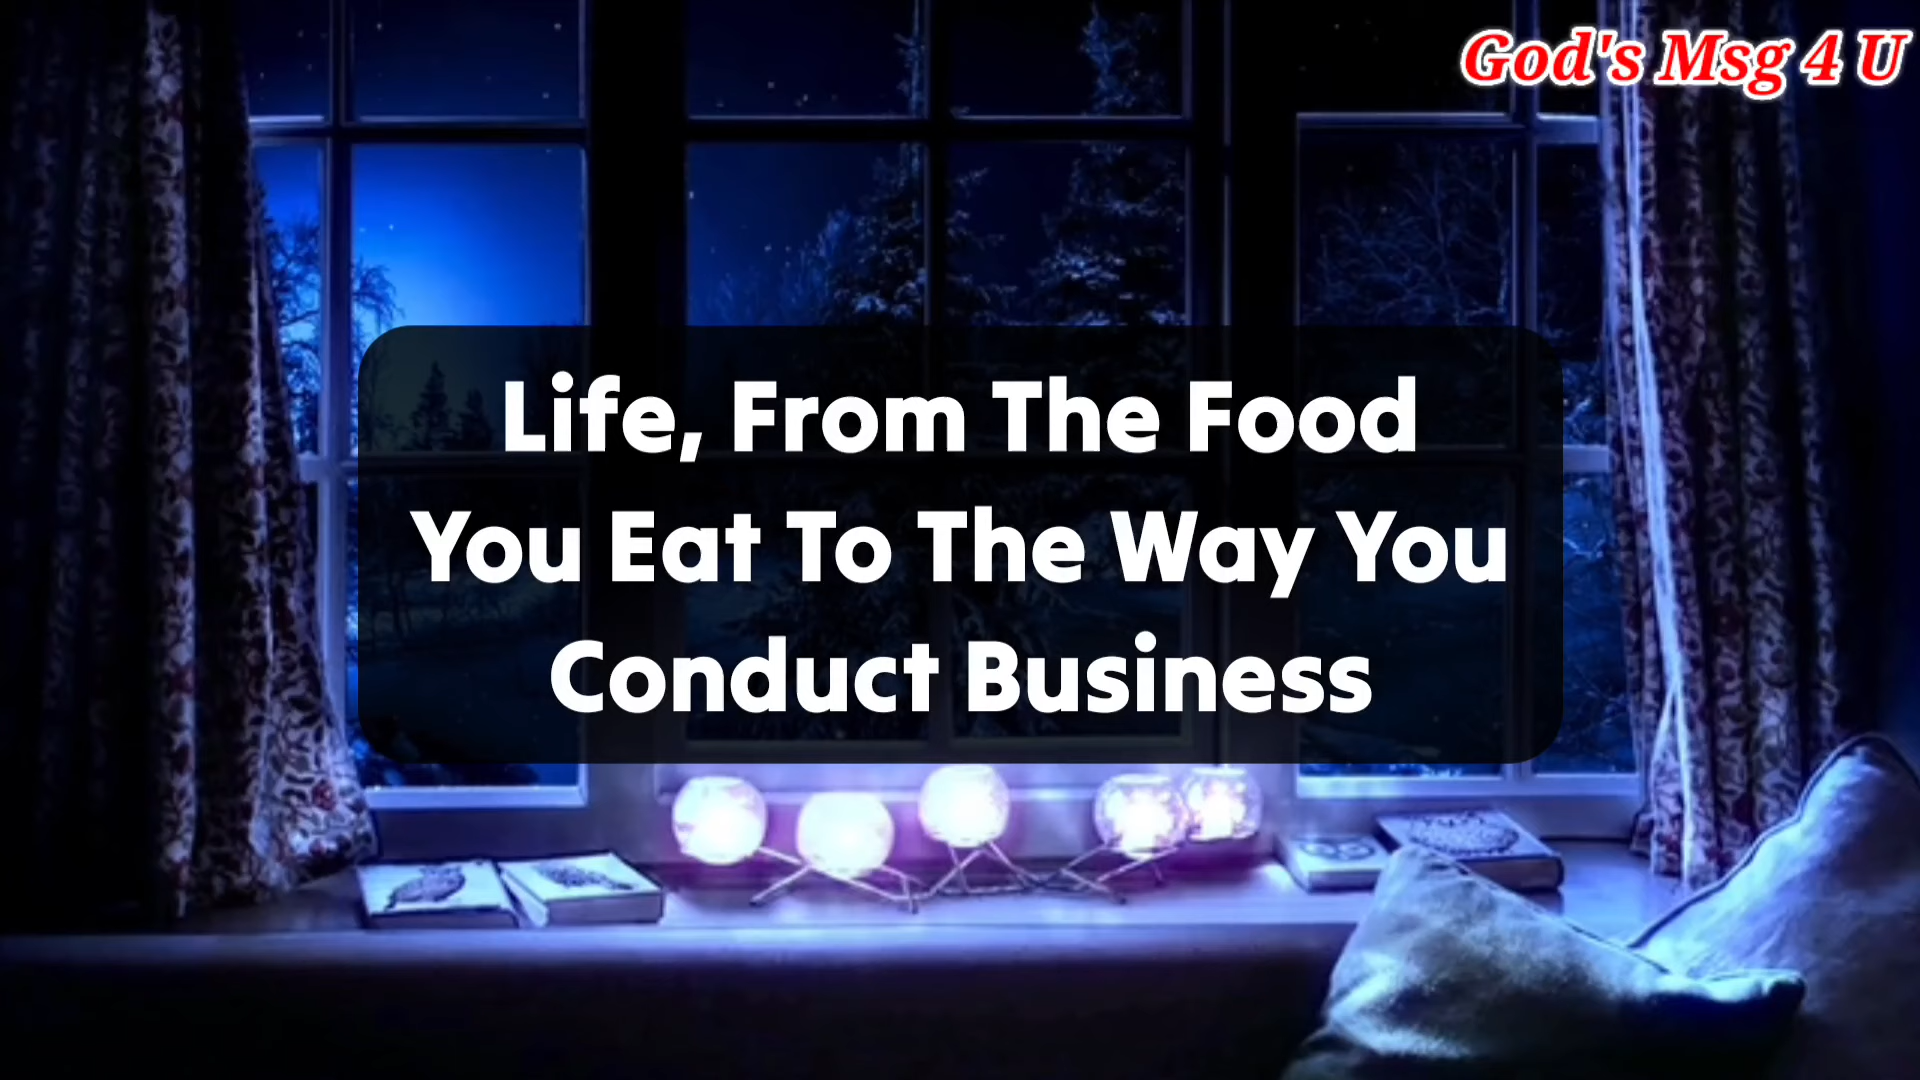 God's Msg 4 U
Life, From The Food
You Eat To The Way You
Conduct Business